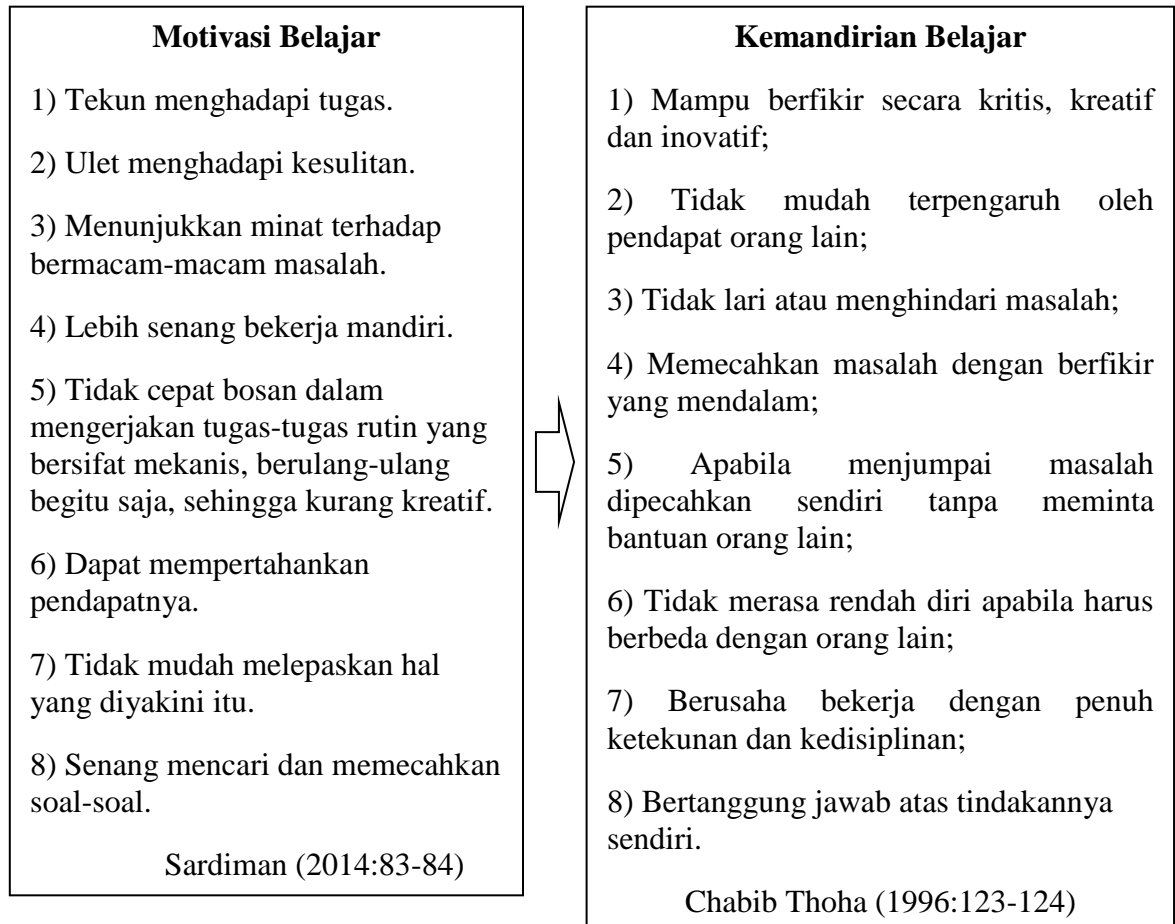 Motivasi Belajar
1) Tekun menghadapi tugas.
2) Ulet menghadapi kesulitan.
3) Menunjukkan minat terhadap
bermacam-macam masalah.
4) Lebih senang bekerja mandiri.
5) Tidak cepat bosan dalam
mengerjakan tugas-tugas rutin yang
bersifat mekanis, berulang-ulang
begitu saja, sehingga kurang kreatif.
6) Dapat mempertahankan
pendapatnya.
7) Tidak mudah melepaskan hal
yang diyakini itu.
8) Senang mencari dan memecahkan
soal-soal.
Sardiman (2014:83-84)
Kemandirian Belajar
1) Mampu berfikir secara kritis, kreatif
dan inovatif;
2) Tidak mudah terpengaruh oleh
pendapat orang lain;
3) Tidak lari atau menghindari masalah;
4) Memecahkan masalah dengan berfikir
yang mendalam;
5) Apabila menjumpai masalah
dipecahkan sendiri tanpa meminta
bantuan orang lain;
6) Tidak merasa rendah diri apabila harus
berbeda dengan orang lain;
7) Berusaha bekerja dengan penuh
ketekunan dan kedisiplinan;
8) Bertanggung jawab atas tindakannya
sendiri.
Chabib Thoha (1996:123-124)